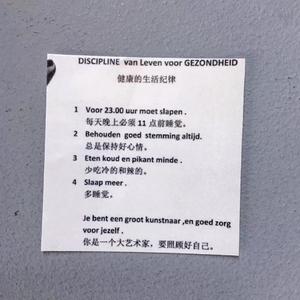 DISCIPLINE van Leven voor GEZONDHEID
健康的生活纪律
1 Voor 23.00 uur moet slapen .
每天晚上必须 11 点前睡觉。
2 Behouden goed stemming altijd.
总是保持好心情。
3 Eten koud en pikant minde .
少吃冷的和辣的。
4 Slaap meer .
多睡觉。
Je bent een groot kunstnaar ,en goed zorg
voor jezelf .
你是一个大艺术家，要照顾好自己。